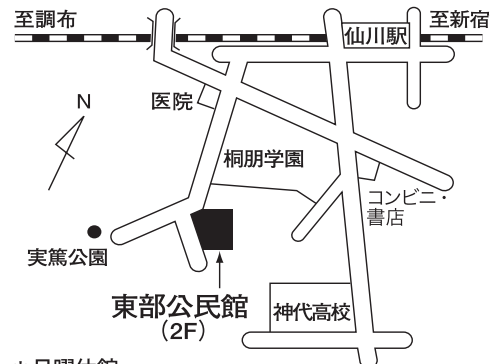 至調布
至新宿
仙川駅
N
医院
桐朋学園
コンビニ・
書店
実篤公園
東部公民館
(2F)
神代高校